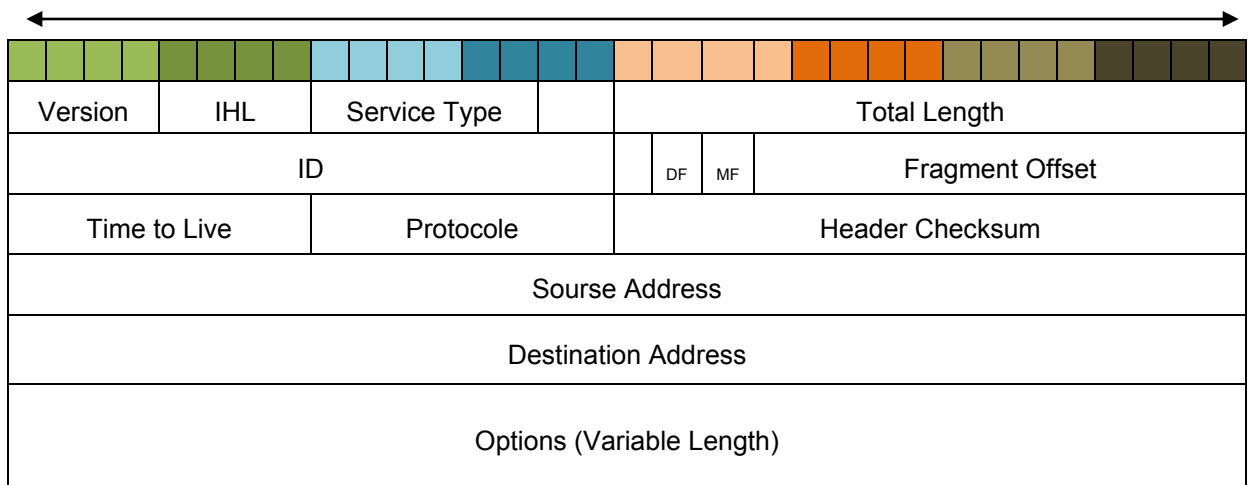 Version IHL Service Type Total Length
ID DF MF Fragment Offset
Time to Live Protocole Header Checksum
Sourse Address
Destination Address
Options (Variable Length)